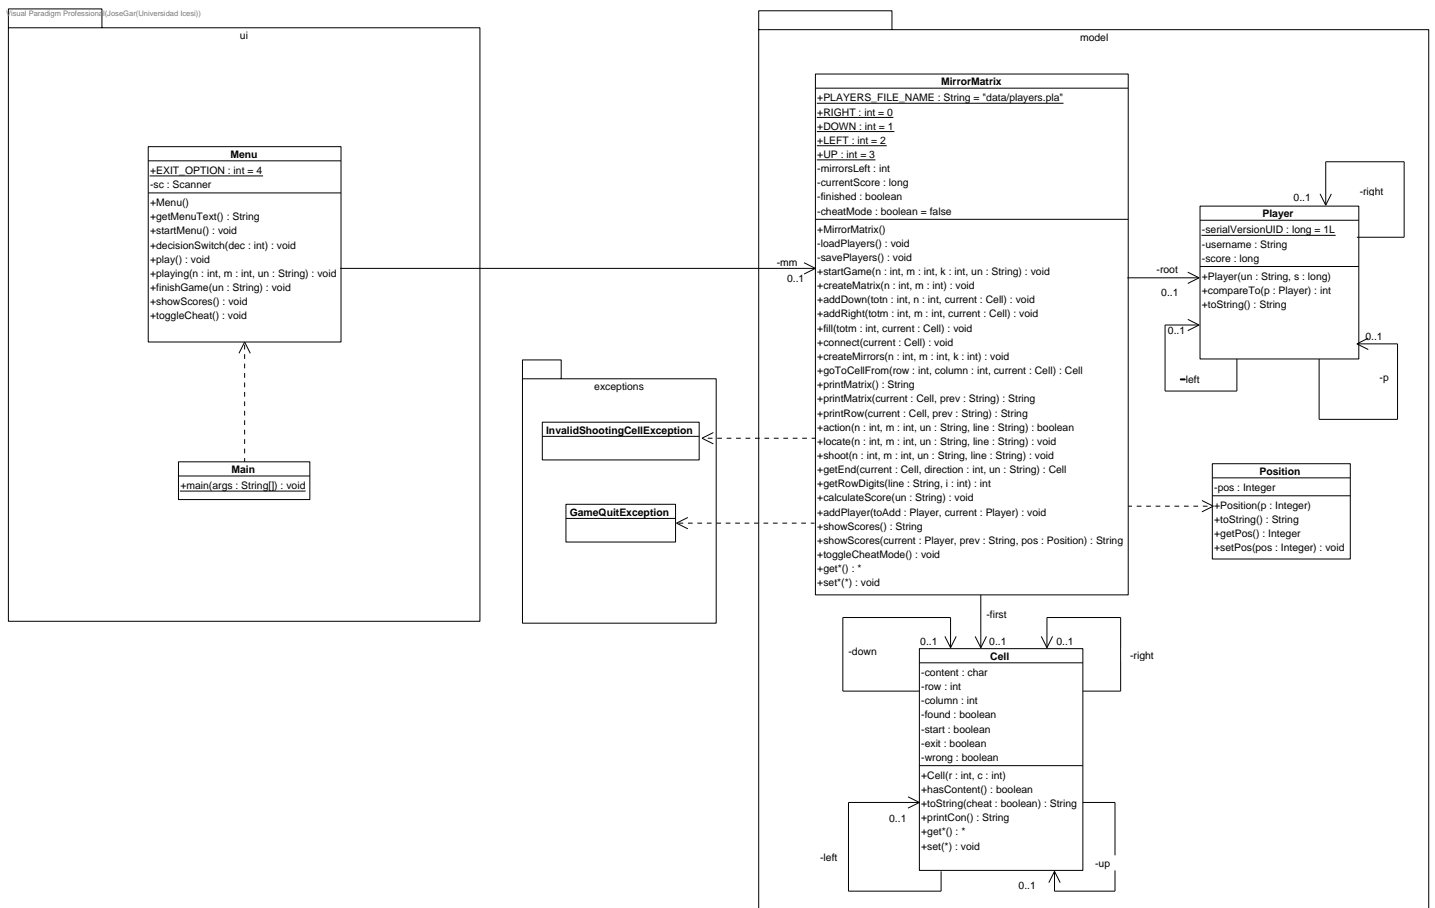 Visual Paradigm Professional(JoseGar(Universidad Icesi))
ui
Menu
+EXIT_OPTION : int = 4
-sc : Scanner
+Menu()
+getMenuText() : String
+startMenu() : void
+decisionSwitch(dec : int) : void
+play() : void
+playing(n : int, m : int, un : String) : void
+finishGame(un : String) : void
+showScores() : void
+toggleCheat() : void
Main
+main(args : String[]) : void
exceptions
InvalidShootingCellException
GameQuitException
model
-mm
0..1
MirrorMatrix
+PLAYERS_FILE_NAME : String = "data/players.pla"
+RIGHT : int = 0
+DOWN : int = 1
+LEFT : int = 2
+UP : int = 3
-mirrorsLeft : int
-currentScore : long
-finished : boolean
-cheatMode : boolean = false
+MirrorMatrix()
-loadPlayers() : void
-savePlayers() : void
+startGame(n : int, m : int, k : int, un : String) : void
+createMatrix(n : int, m : int) : void
+addDown(totn : int, n : int, current : Cell) : void
+addRight(totm : int, m : int, current : Cell) : void
+fill(totm : int, current : Cell) : void
+connect(current : Cell) : void
+createMirrors(n : int, m : int, k : int) : void
+goToCellFrom(row : int, column : int, current : Cell) : Cell
+printMatrix() : String
+printMatrix(current : Cell, prev : String) : String
+printRow(current : Cell, prev : String) : String
+action(n : int, m : int, un : String, line : String) : boolean
+locate(n : int, m : int, un : String, line : String) : void
+shoot(n : int, m : int, un : String, line : String) : void
+getEnd(current : Cell, direction : int, un : String) : Cell
+getRowDigits(line : String, i : int) : int
+calculateScore(un : String) : void
+addPlayer(toAdd : Player, current : Player) : void
+showScores() : String
+showScores(current : Player, prev : String, pos : Position) : String
+toggleCheatMode() : void
+get*() : *
+set*(*) : void
-root
0..1
0..1
-right
Player
-serialVersionUID : long = 1L
-username : String
-score : long
+Player(un : String, s : long)
+compareTo(p : Player) : int
+toString() : String
0..1
-left
0..1
-p
Position
-pos : Integer
+Position(p : Integer)
+toString() : String
+getPos() : Integer
+setPos(pos : Integer) : void
-first
0..1
0..1
0..1
-down
-right
Cell
-content : char
-row : int
-column : int
-found : boolean
-start : boolean
-exit : boolean
-wrong : boolean
+Cell(r : int, c : int)
+hasContent() : boolean
+toString(cheat : boolean) : String
+printCon() : String
+get*() : *
+set(*) : void
0..1
-left
-up
0..1